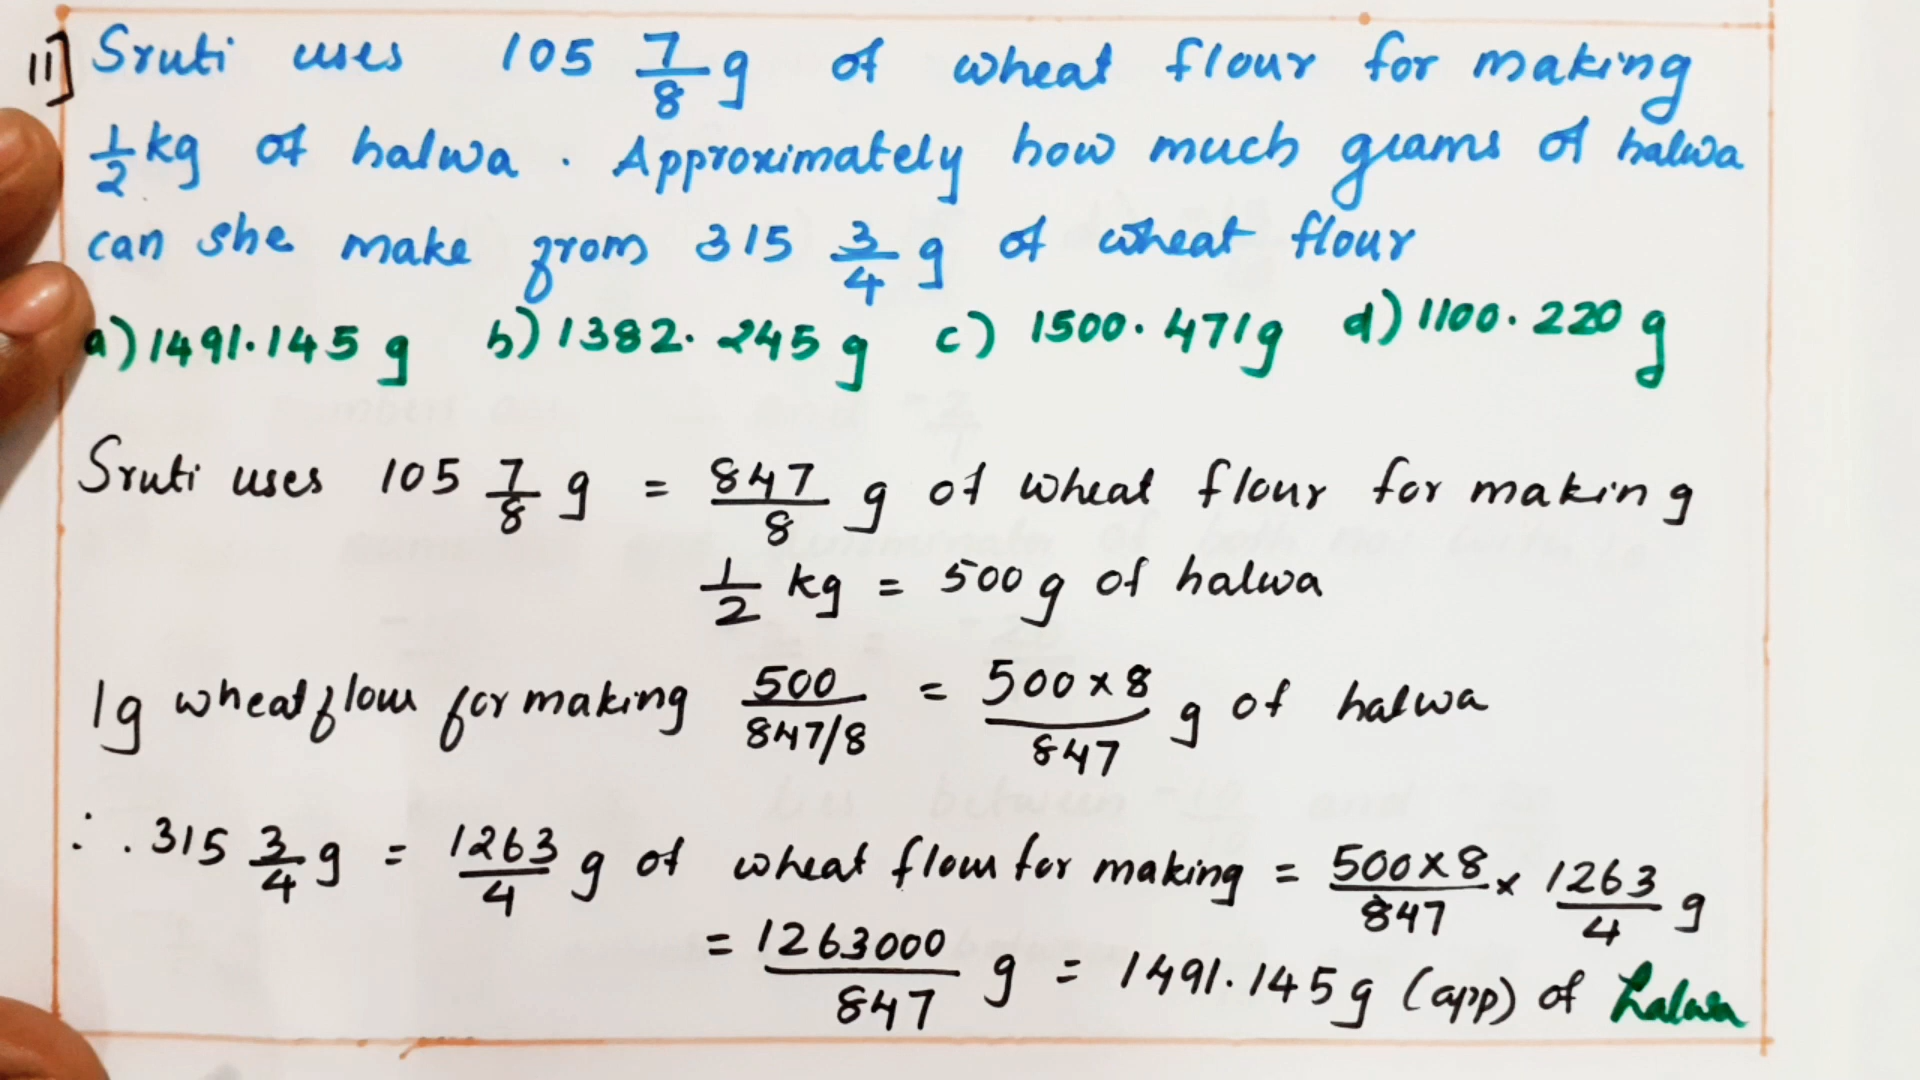 11] Sruti uses 105 7/8 g of wheat flour for making
1/2 kg of halwa. Approximately how much grams of halwa
can she make from 315 3/4 g of wheat flour
a) 1491.145 g b) 1382.245 g c) 1500.471g d) 1100.220 g
Sruti uses 105 7/8 g = 847/8 g of wheat flour for making
1/2 kg = 500 g of halwa
1g wheat flour for making 500/(847/8) = (500 x 8)/847 g of halwa
∴ 315 3/4 g = 1263/4 g of wheat flour for making = (500 x 8)/847 x 1263/4 g
= 1263000/847 g = 1491.145 g (app) of halwa